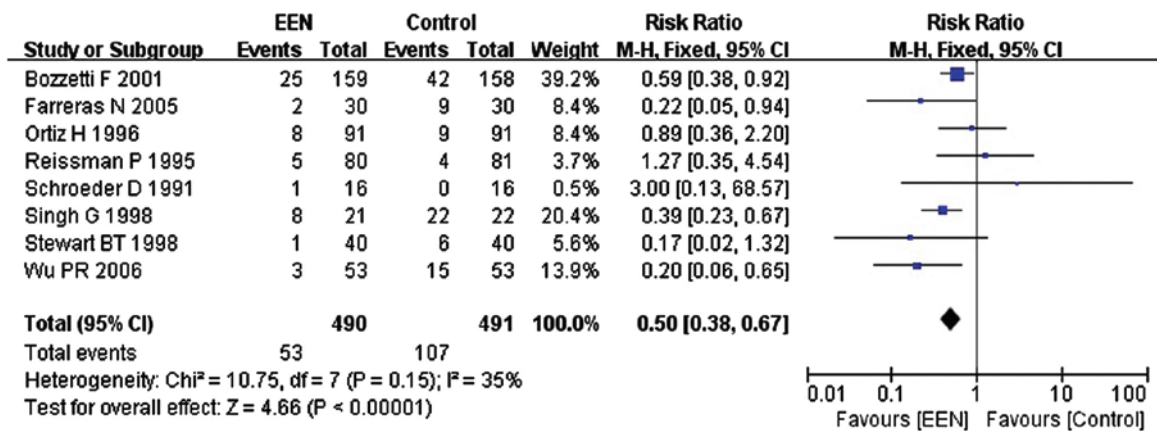 EEN Control Risk Ratio Risk Ratio
Study or Subgroup Events Total Events Total Weight M-H, Fixed, 95% CI M-H, Fixed, 95% CI
Bozzetti F 2001 25 159 42 158 39.2% 0.59 [0.38, 0.92]
Farreras N 2005 2 30 9 30 8.4% 0.22 [0.05, 0.94]
Ortiz H 1996 8 91 9 91 8.4% 0.89 [0.36, 2.20]
Reissman P 1995 5 80 4 81 3.7% 1.27 [0.35, 4.54]
Schroeder D 1991 1 16 0 16 0.5% 3.00 [0.13, 68.57]
Singh G 1998 8 21 22 22 20.4% 0.39 [0.23, 0.67]
Stewart BT 1998 1 40 6 40 5.6% 0.17 [0.02, 1.32]
Wu PR 2006 3 53 15 53 13.9% 0.20 [0.06, 0.65]
Total (95% CI) 490 491 100.0% 0.50 [0.38, 0.67]
Total events 53 107
Heterogeneity: Chi² = 10.75, df = 7 (P = 0.15); I² = 35%
Test for overall effect: Z = 4.66 (P < 0.00001)
0.01 0.1 1 10 100
Favours [EEN] Favours [Control]